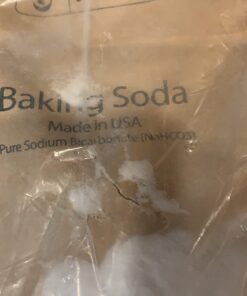 Baking Soda
Made in USA
Pure Sodium Bicarbonate (NaHCO3)